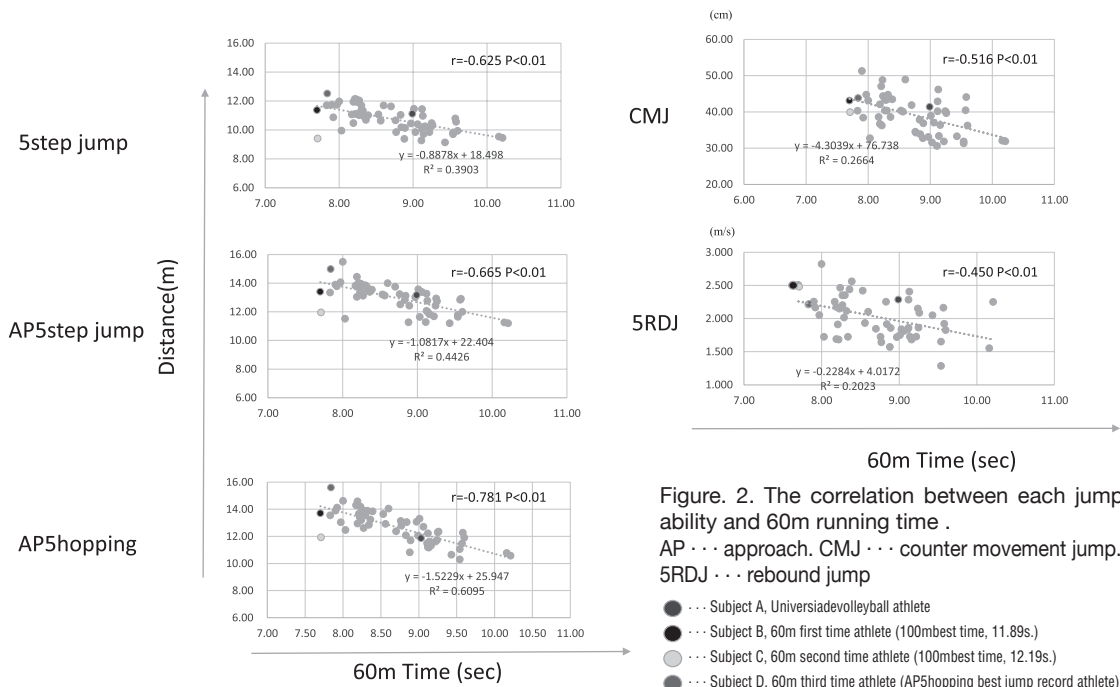 5step jump
16.00
14.00
12.00
10.00
8.00
6.00
7.00 8.00 9.00 10.00 11.00
r=-0.625 P<0.01
y = -0.8878x + 18.498
R² = 0.3903
AP5step jump
16.00
14.00
12.00
10.00
8.00
6.00
7.00 8.00 9.00 10.00 11.00
r=-0.665 P<0.01
y = -1.0817x + 22.404
R² = 0.4426
AP5hopping
16.00
14.00
12.00
10.00
8.00
6.00
7.00 7.50 8.00 8.50 9.00 9.50 10.00 10.50 11.00
r=-0.781 P<0.01
y = -1.5229x + 25.947
R² = 0.6095
Distance(m)
60m Time (sec)
CMJ
(cm)
60.00
50.00
40.00
30.00
20.00
6.00 7.00 8.00 9.00 10.00 11.00
r=-0.516 P<0.01
y = -4.3039x + 76.738
R² = 0.2664
5RDJ
(m/s)
3.000
2.500
2.000
1.500
1.000
7.00 8.00 9.00 10.00 11.00
r=-0.450 P<0.01
y = -0.2284x + 4.0172
R² = 0.2023
60m Time (sec)
Figure. 2. The correlation between each jump
ability and 60m running time .
AP · · · approach. CMJ · · · counter movement jump.
5RDJ · · · rebound jump
· · · Subject A, Universiadevolleyball athlete
· · · Subject B, 60m first time athlete (100mbest time, 11.89s.)
· · · Subject C, 60m second time athlete (100mbest time, 12.19s.)
· · · Subject D, 60m third time athlete (AP5hopping best jump record athlete)